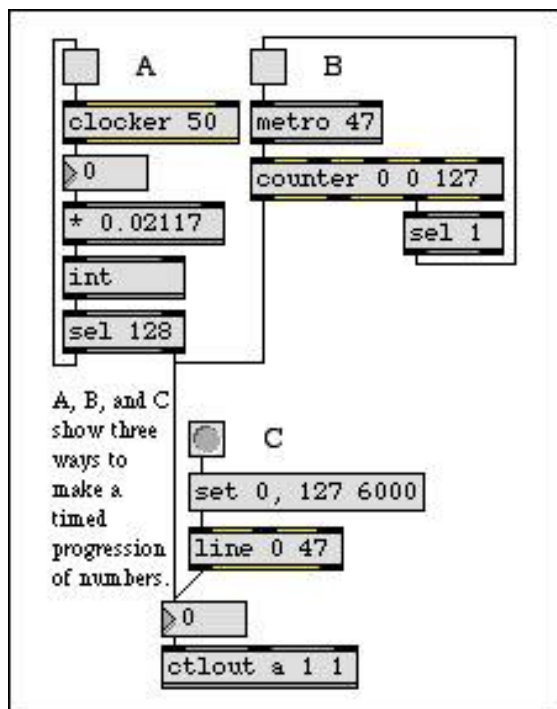 A
B
clocker 50
metro 47
0
counter 0 0 127
* 0.02117
sel 1
int
sel 128
A, B, and C
show three
ways to
make a
timed
progression
of numbers.
C
set 0, 127 6000
line 0 47
0
ctlout a 1 1